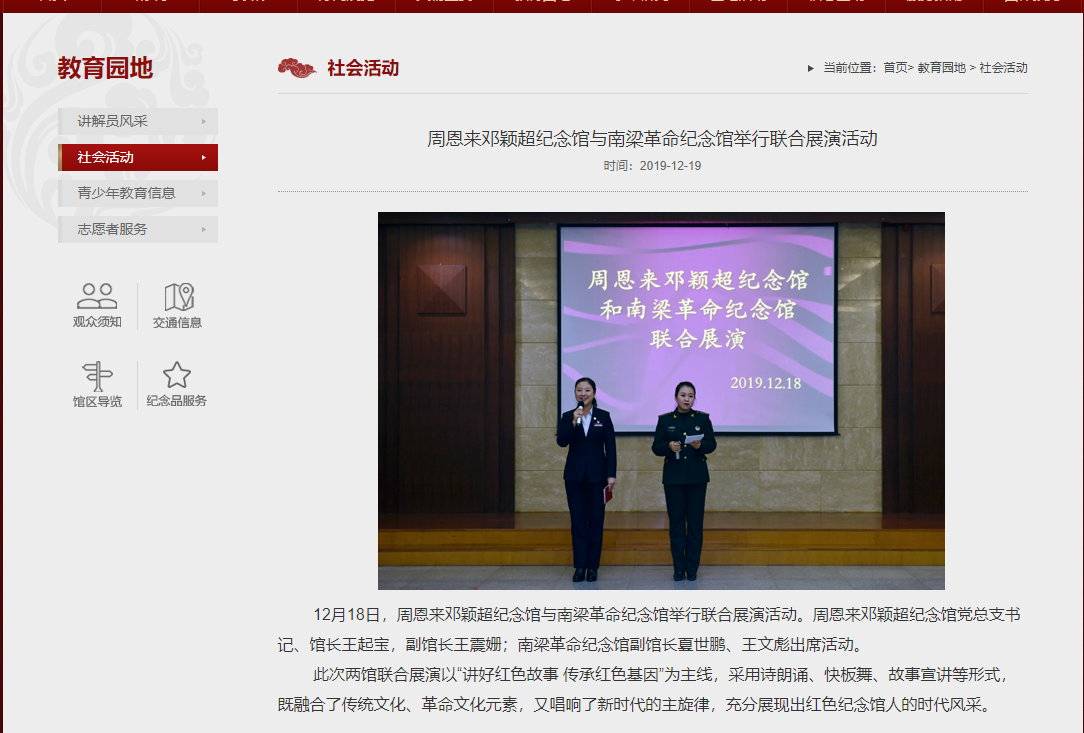 教育园地
讲解员风采
社会活动
青少年教育信息
志愿者服务
观众须知
交通信息
馆区导览
纪念品服务
社会活动
当前位置：首页> 教育园地 > 社会活动
周恩来邓颖超纪念馆与南梁革命纪念馆举行联合展演活动
时间：2019-12-19
周恩来邓颖超纪念馆
和南梁革命纪念馆
联合展演
2019.12.18
12月18日，周恩来邓颖超纪念馆与南梁革命纪念馆举行联合展演活动。周恩来邓颖超纪念馆党总支书
记、馆长王起宝，副馆长王震姗；南梁革命纪念馆副馆长夏世鹏、王文彪出席活动。
此次两馆联合展演以“讲好红色故事 传承红色基因”为主线，采用诗朗诵、快板舞、故事宣讲等形式，
既融合了传统文化、革命文化元素，又唱响了新时代的主旋律，充分展现出红色纪念馆人的时代风采。